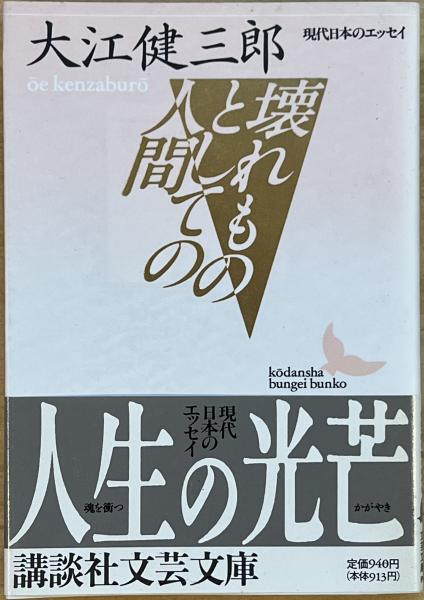 大江健三郎
ōe kenzaburō
現代日本のエッセイ
壊れもの
としての
人間
kōdansha
bungei bunko
現代
日本の
エッセイ
人生の光芒
魂を衝つ
かがやき
講談社文芸文庫
定価940円
(本体913円)